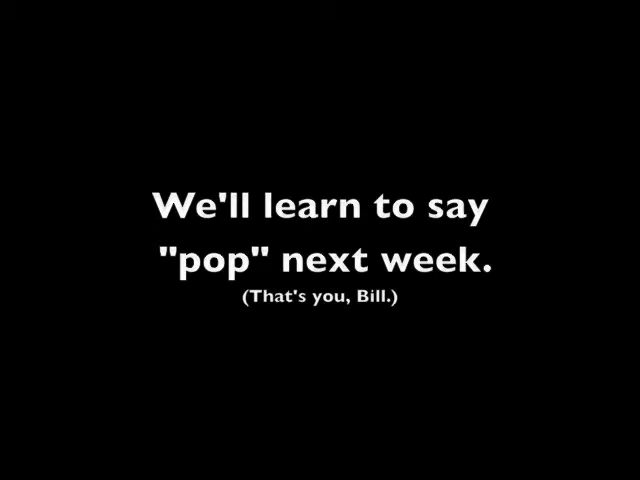 We'll learn to say
"pop" next week.
(That's you, Bill.)